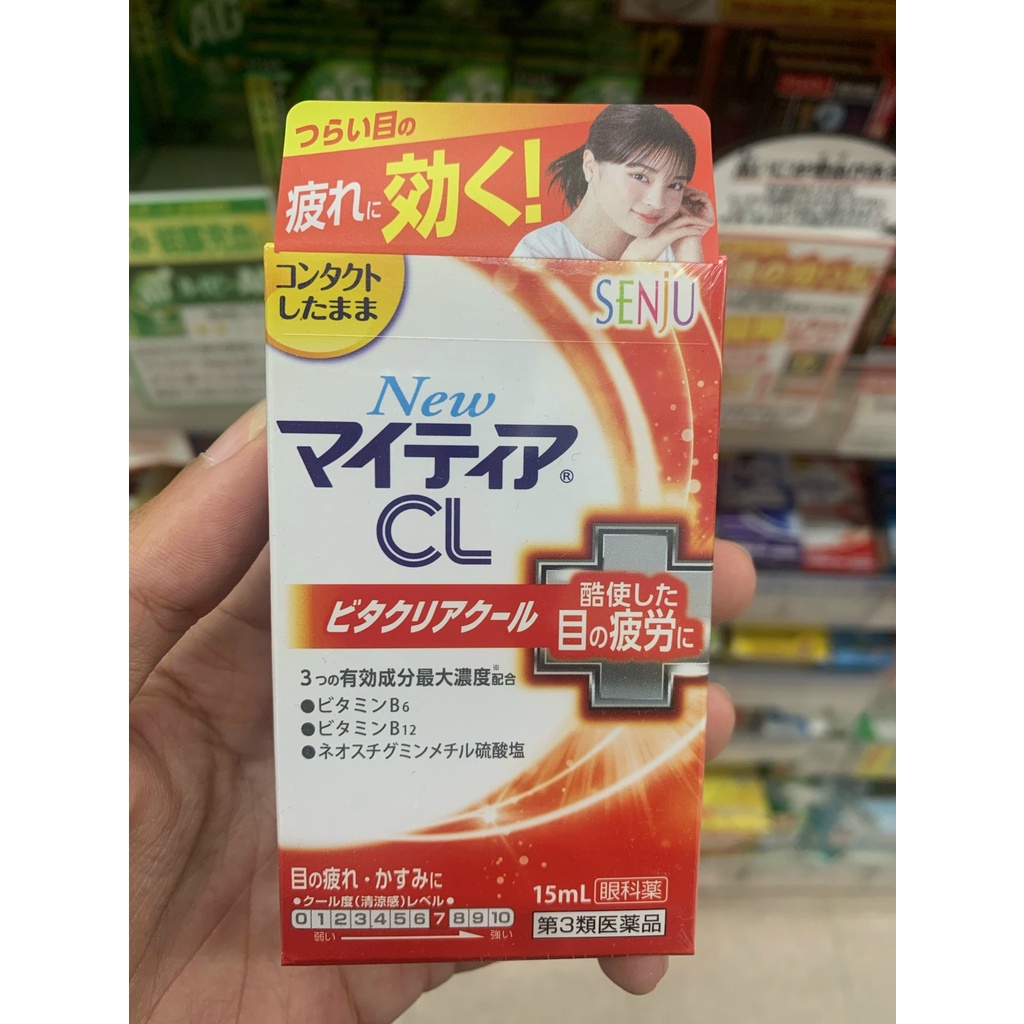 つらい目の
疲れに 効く!
コンタクト
したまま
SENJU
New
マイティア®
CL
ビタクリアクール
酷使した
目の疲労に
3つの有効成分最大濃度※配合
●ビタミンB6
●ビタミンB12
●ネオスチグミンメチル硫酸塩
目の疲れ・かすみに
●クール度(清涼感)レベル●
0 1 2 3 4 5 6 7 8 9 10
弱い 強い
15mL 眼科薬
第3類医薬品